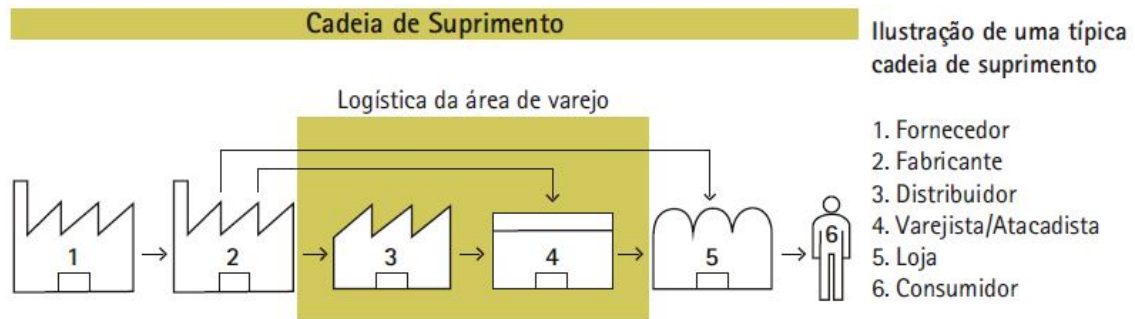 Cadeia de Suprimento
Ilustração de uma típica
cadeia de suprimento
Logística da área de varejo
1
2
3
4
5
6
1. Fornecedor
2. Fabricante
3. Distribuidor
4. Varejista/Atacadista
5. Loja
6. Consumidor